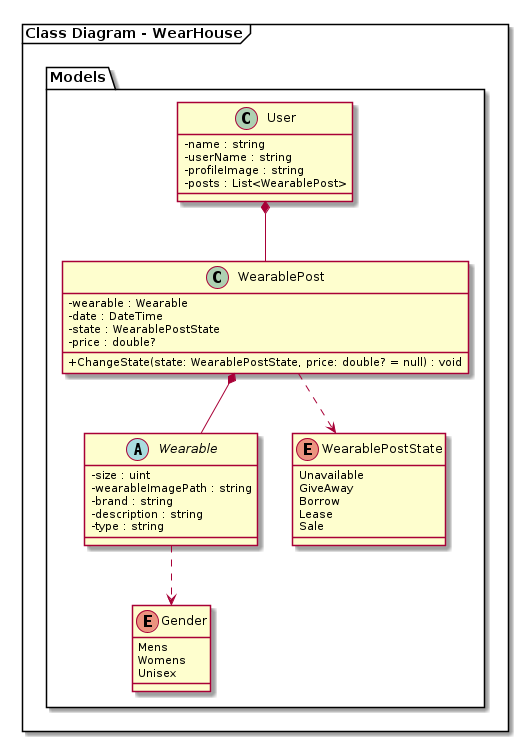 Class Diagram - WearHouse
Models
C User
-name : string
-userName : string
-profileImage : string
-posts : List<WearablePost>
C WearablePost
-wearable : Wearable
-date : DateTime
-state : WearablePostState
-price : double?
+ChangeState(state: WearablePostState, price: double? = null) : void
A Wearable
-size : uint
-wearableImagePath : string
-brand : string
-description : string
-type : string
E WearablePostState
Unavailable
GiveAway
Borrow
Lease
Sale
E Gender
Mens
Womens
Unisex